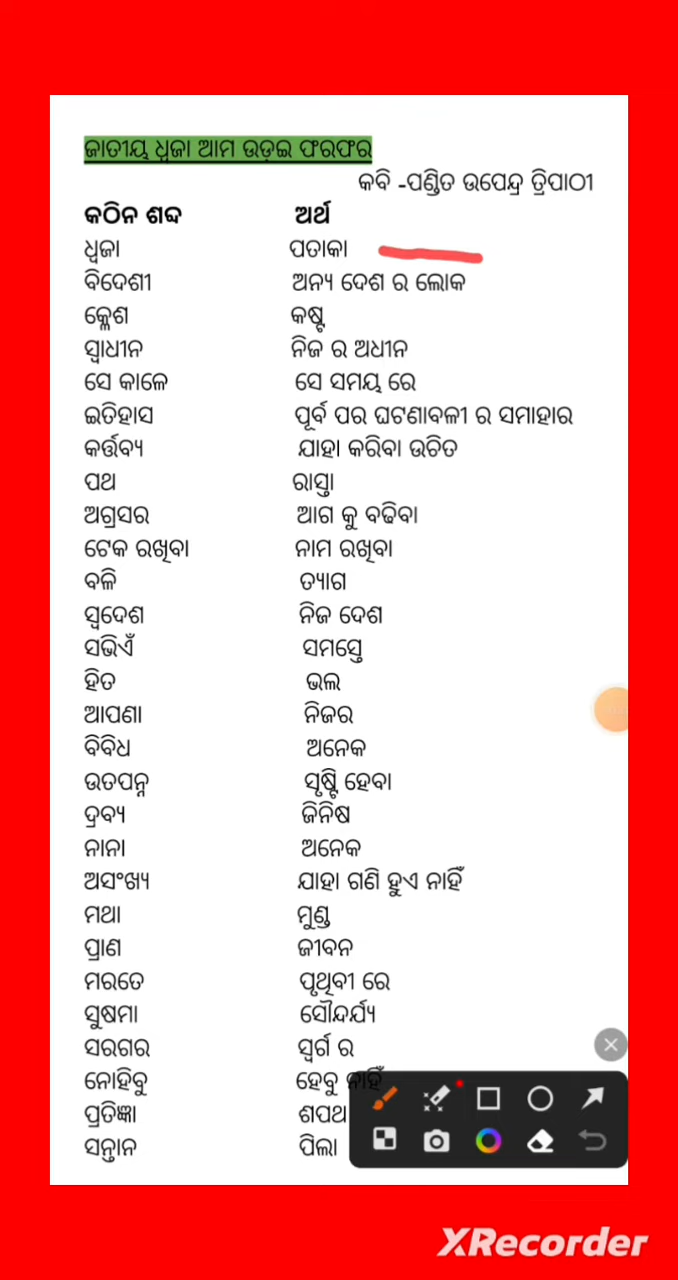 ଜାତୀୟ ଧ୍ୱଜା ଆମ ଉଡ଼ଇ ଫରଫର
କବି -ପଣ୍ଡିତ ଉପେନ୍ଦ୍ର ତ୍ରିପାଠୀ
କଠିନ ଶବ୍ଦ ଅର୍ଥ
ଧ୍ୱଜା ପତାକା
ବିଦେଶୀ ଅନ୍ୟ ଦେଶ ର ଲୋକ
କ୍ଳେଶ କଷ୍ଟ
ସ୍ୱାଧୀନ ନିଜ ର ଅଧୀନ
ସେ କାଳେ ସେ ସମୟ ରେ
ଇତିହାସ ପୂର୍ବ ପର ଘଟଣାବଳୀ ର ସମାହାର
କର୍ତ୍ତବ୍ୟ ଯାହା କରିବା ଉଚିତ
ପଥ ରାସ୍ତା
ଅଗ୍ରସର ଆଗ କୁ ବଢିବା
ଟେକ ରଖିବା ନାମ ରଖିବା
ବଳି ତ୍ୟାଗ
ସ୍ୱଦେଶ ନିଜ ଦେଶ
ସଭିଏଁ ସମସ୍ତେ
ହିତ ଭଲ
ଆପଣା ନିଜର
ବିବିଧ ଅନେକ
ଉତପନ୍ନ ସୃଷ୍ଟି ହେବା
ଦ୍ରବ୍ୟ ଜିନିଷ
ନାନା ଅନେକ
ଅସଂଖ୍ୟ ଯାହା ଗଣି ହୁଏ ନାହିଁ
ମଥା ମୁଣ୍ଡ
ପ୍ରାଣ ଜୀବନ
ମରତେ ପୃଥିବୀ ରେ
ସୁଷମା ସୌନ୍ଦର୍ଯ୍ୟ
ସରଗର ସ୍ୱର୍ଗ ର
ନୋହିବୁ ହେବୁ ନାହିଁ
ପ୍ରତିଜ୍ଞା ଶପଥ
ସନ୍ତାନ ପିଲା
XRecorder